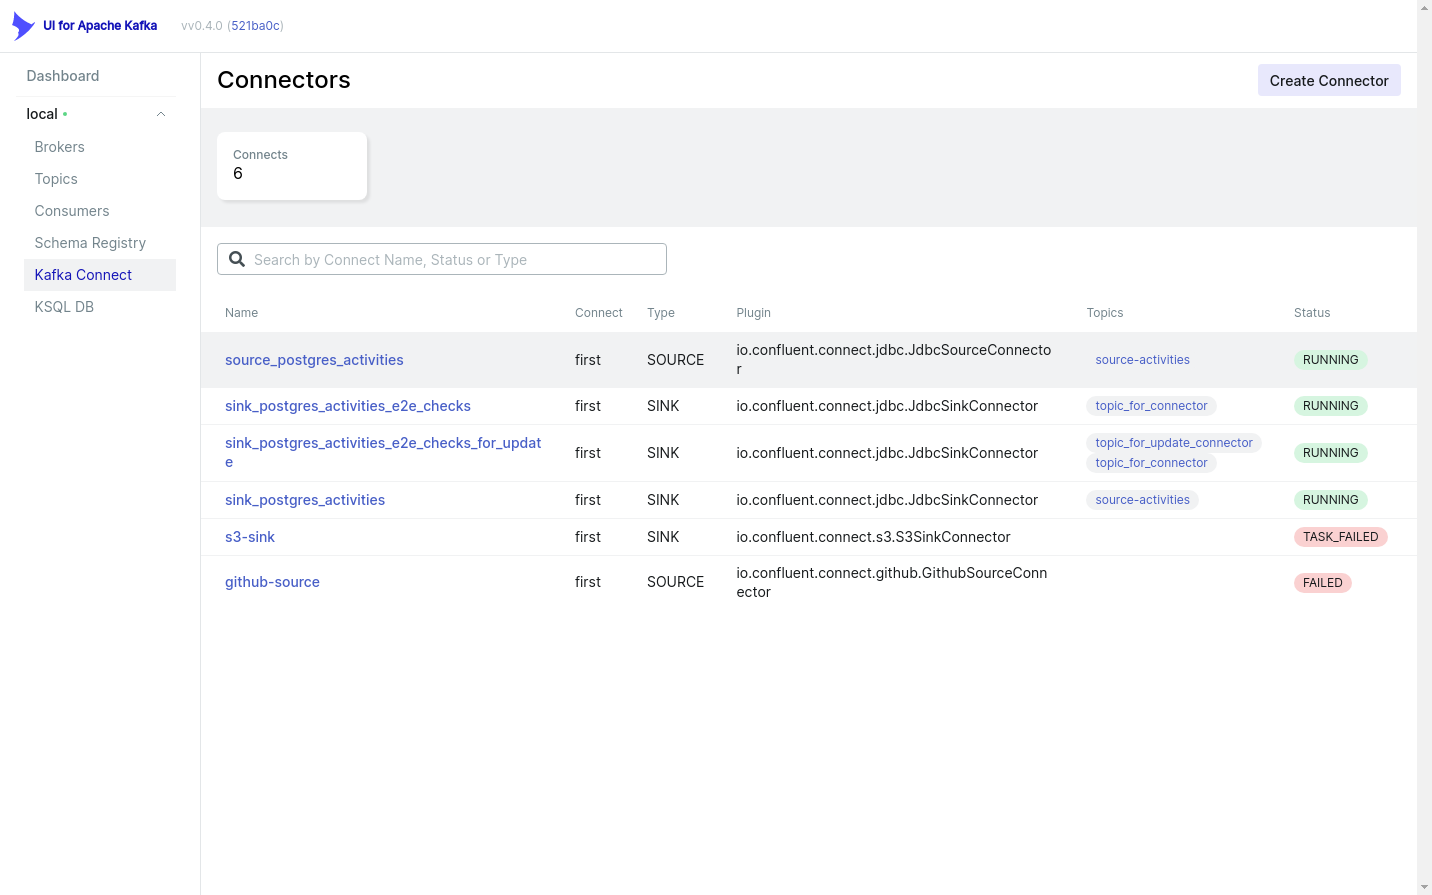 UI for Apache Kafka vv0.4.0 (521ba0c)
Dashboard
local
Brokers
Topics
Consumers
Schema Registry
Kafka Connect
KSQL DB
Connectors
Create Connector
Connects
6
Search by Connect Name, Status or Type
Name Connect Type Plugin Topics Status
source_postgres_activities first SOURCE io.confluent.connect.jdbc.JdbcSourceConnecto
r source-activities RUNNING
sink_postgres_activities_e2e_checks first SINK io.confluent.connect.jdbc.JdbcSinkConnector topic_for_connector RUNNING
sink_postgres_activities_e2e_checks_for_updat
e first SINK io.confluent.connect.jdbc.JdbcSinkConnector topic_for_update_connector
topic_for_connector RUNNING
sink_postgres_activities first SINK io.confluent.connect.jdbc.JdbcSinkConnector source-activities RUNNING
s3-sink first SINK io.confluent.connect.s3.S3SinkConnector TASK_FAILED
github-source first SOURCE io.confluent.connect.github.GithubSourceConn
ector FAILED